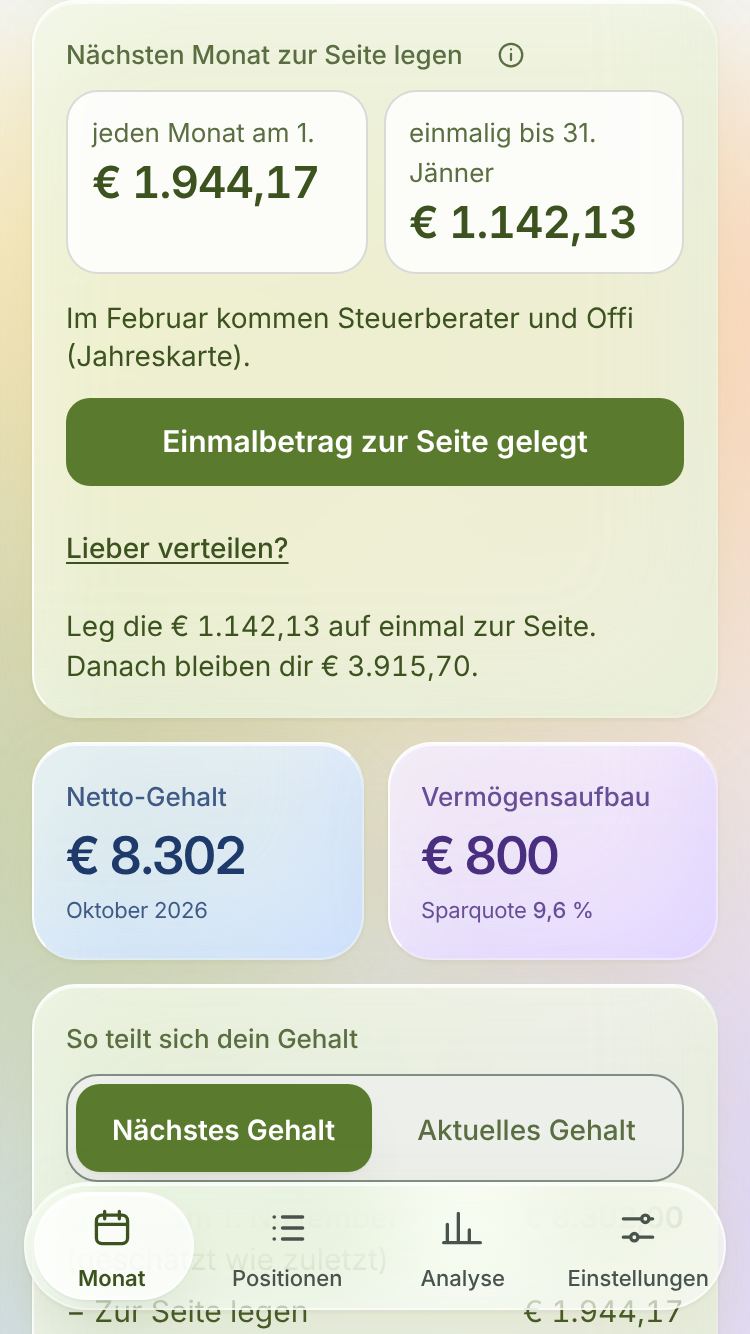 Nächsten Monat zur Seite legen
jeden Monat am 1.
€ 1.944,17
einmalig bis 31.
Jänner
€ 1.142,13
Im Februar kommen Steuerberater und Offi
(Jahreskarte).
Einmalbetrag zur Seite gelegt
Lieber verteilen?
Leg die € 1.142,13 auf einmal zur Seite.
Danach bleiben dir € 3.915,70.
Netto-Gehalt
€ 8.302
Oktober 2026
Vermögensaufbau
€ 800
Sparquote 9,6 %
So teilt sich dein Gehalt
Nächstes Gehalt
Aktuelles Gehalt
(geschätzt wie zuletzt)
Monat
Positionen
Analyse
Einstellungen
– Zur Seite legen € 1.944,17